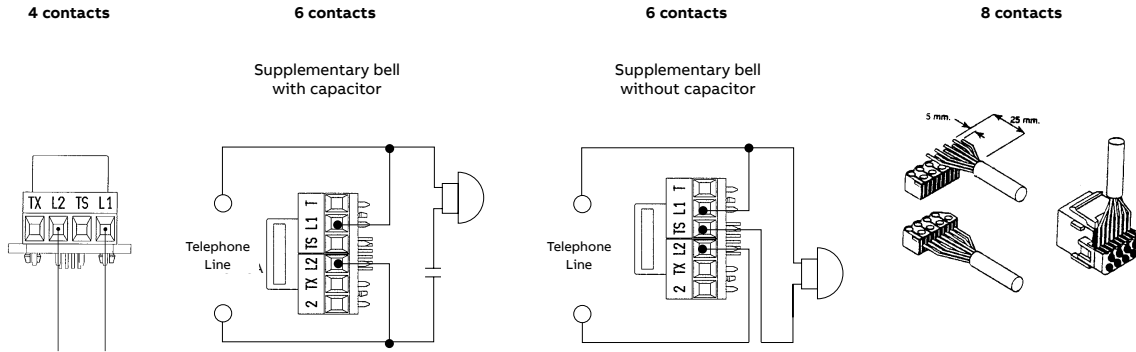 4 contacts
6 contacts
6 contacts
8 contacts
Supplementary bell
with capacitor
Supplementary bell
without capacitor
5 mm.
25 mm.
TX L2 TS L1
Telephone
Line
A
2 TX L2 TS L1 T
Telephone
Line
2 TX L2 TS L1 T